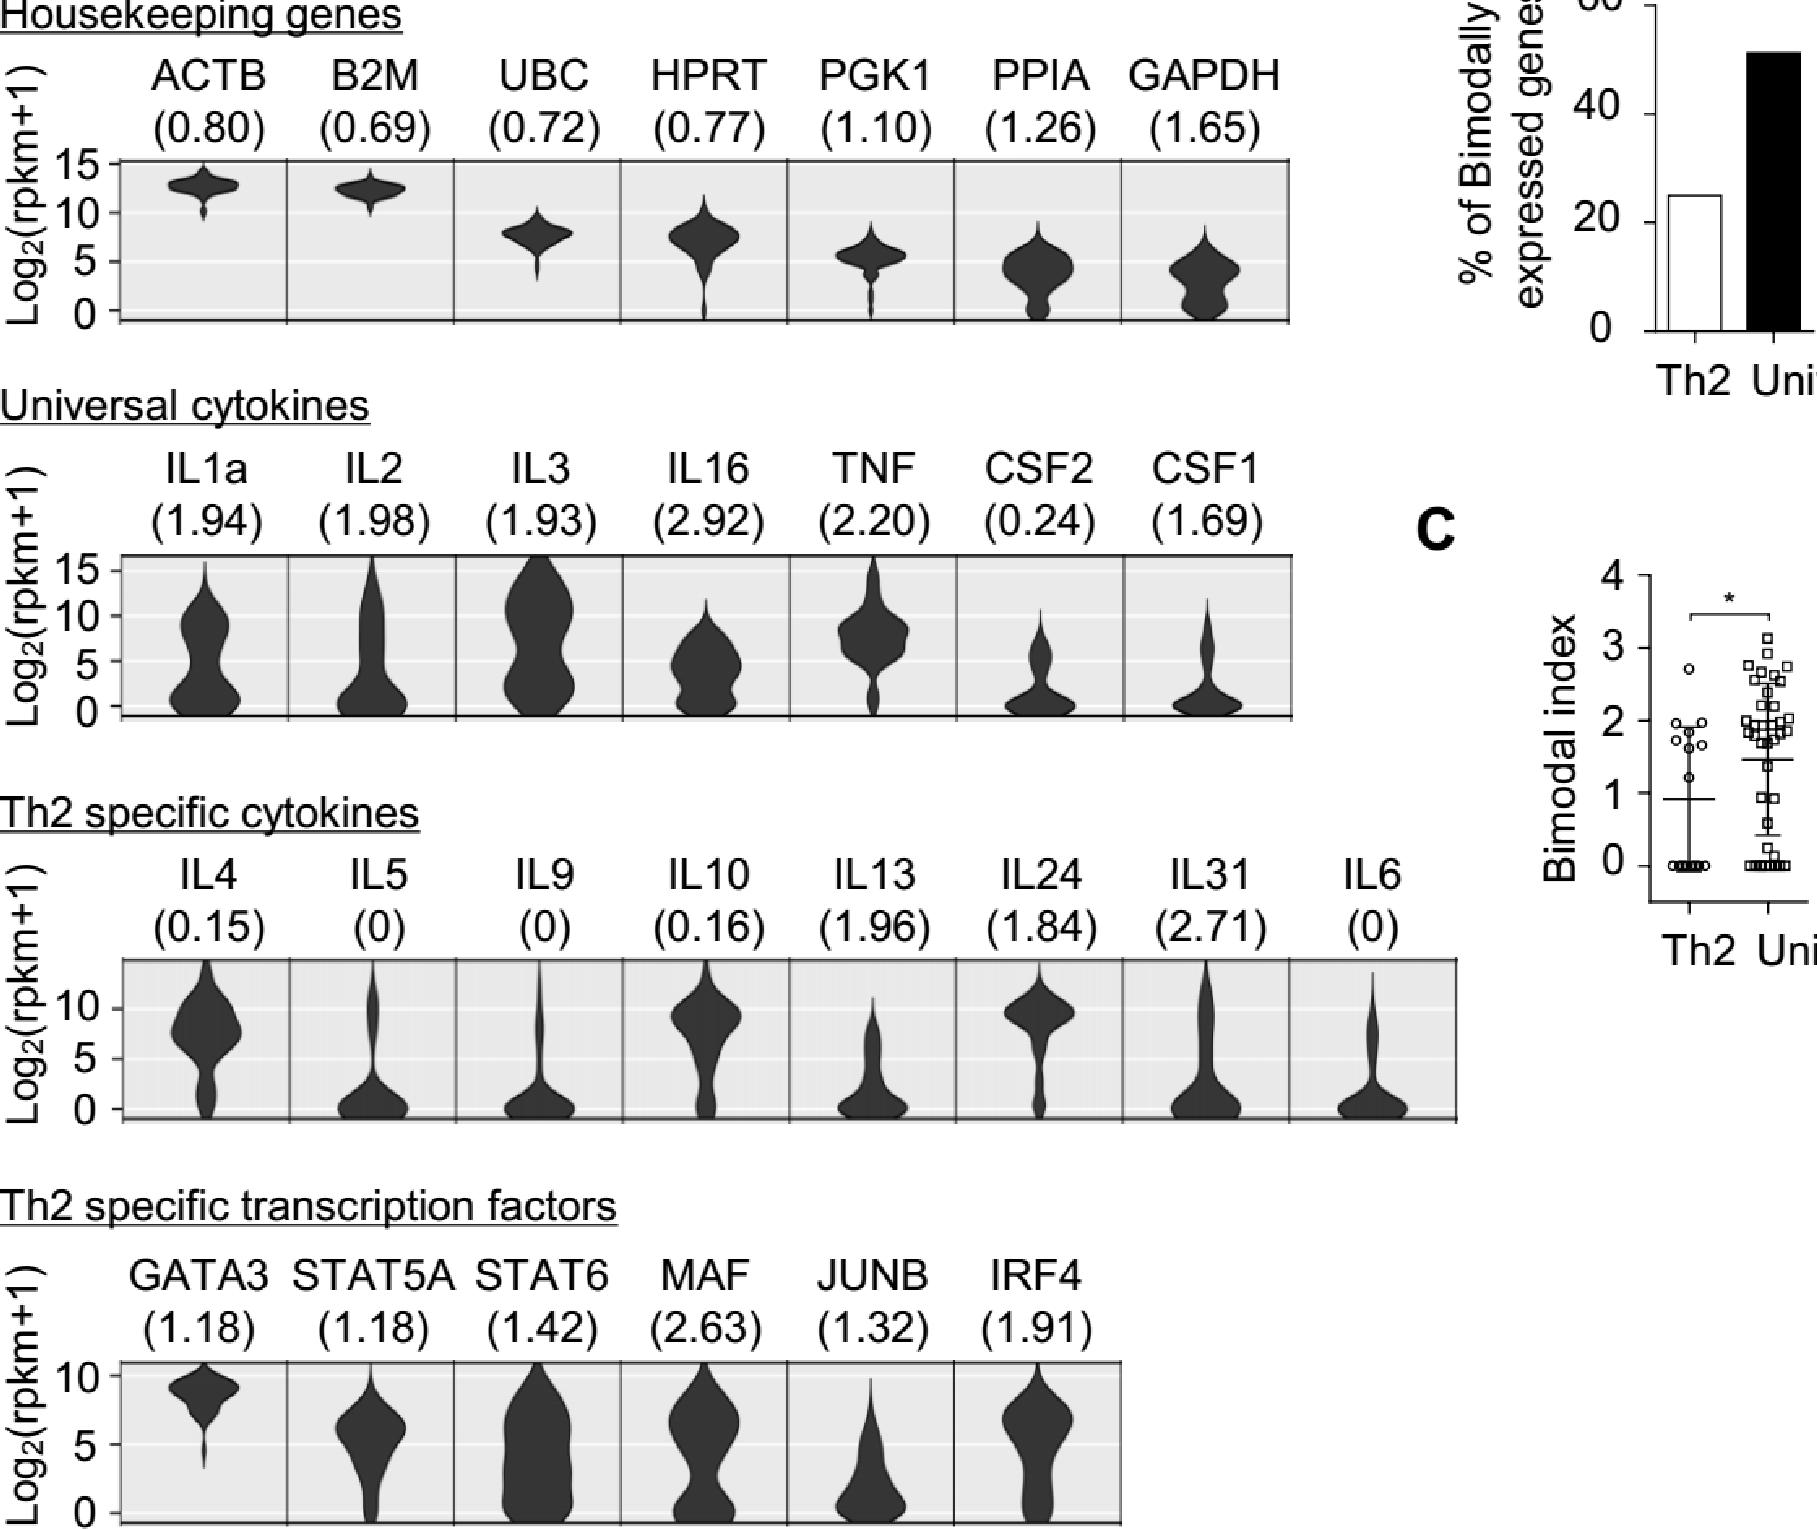 Housekeeping genes
ACTB B2M UBC HPRT PGK1 PPIA GAPDH
(0.80) (0.69) (0.72) (0.77) (1.10) (1.26) (1.65)
Log2(rpkm+1)
15
10
5
0
Universal cytokines
IL1a IL2 IL3 IL16 TNF CSF2 CSF1
(1.94) (1.98) (1.93) (2.92) (2.20) (0.24) (1.69)
Log2(rpkm+1)
15
10
5
0
Th2 specific cytokines
IL4 IL5 IL9 IL10 IL13 IL24 IL31 IL6
(0.15) (0) (0) (0.16) (1.96) (1.84) (2.71) (0)
Log2(rpkm+1)
10
5
0
Th2 specific transcription factors
GATA3 STAT5A STAT6 MAF JUNB IRF4
(1.18) (1.18) (1.42) (2.63) (1.32) (1.91)
Log2(rpkm+1)
10
5
0
% of Bimodally
expressed genes
60
40
20
0
Th2 Uni
C
Bimodal index
4
3
2
1
0
*
Th2 Uni